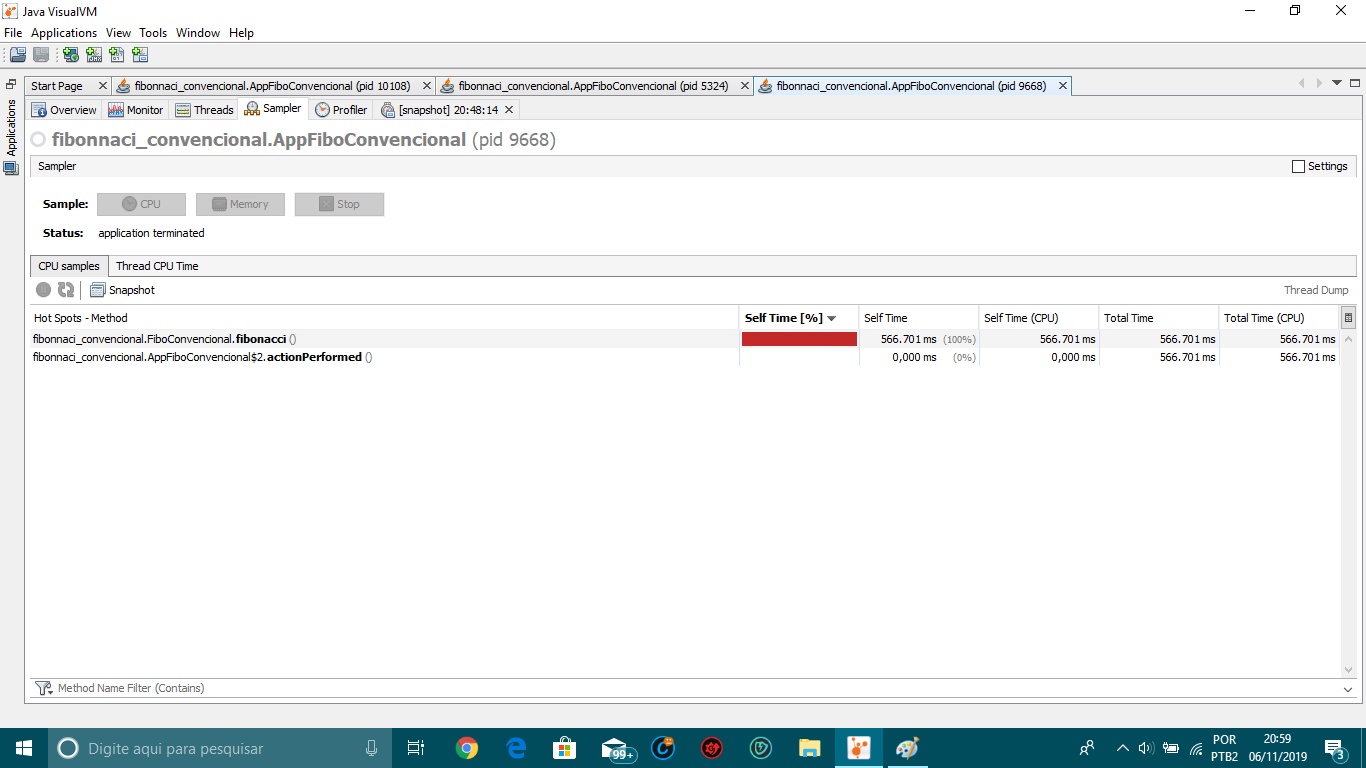 Java VisualVM
File Applications View Tools Window Help
Start Page fibonnaci_convencional.AppFiboConvencional (pid 10108) fibonnaci_convencional.AppFiboConvencional (pid 5324) fibonnaci_convencional.AppFiboConvencional (pid 9668)
Applications
Overview Monitor Threads Sampler Profiler [snapshot] 20:48:14
fibonnaci_convencional.AppFiboConvencional (pid 9668)
Sampler Settings
Sample: CPU Memory Stop
Status: application terminated
CPU samples Thread CPU Time
Snapshot Thread Dump
Hot Spots - Method Self Time [%] Self Time Self Time (CPU) Total Time Total Time (CPU)
fibonnaci_convencional.FiboConvencional.fibonacci () 566.701 ms (100%) 566.701 ms 566.701 ms 566.701 ms
fibonnaci_convencional.AppFiboConvencional$2.actionPerformed () 0,000 ms (0%) 0,000 ms 566.701 ms 566.701 ms
Method Name Filter (Contains)
Digite aqui para pesquisar 99+ POR 20:59
PTB2 06/11/2019 3